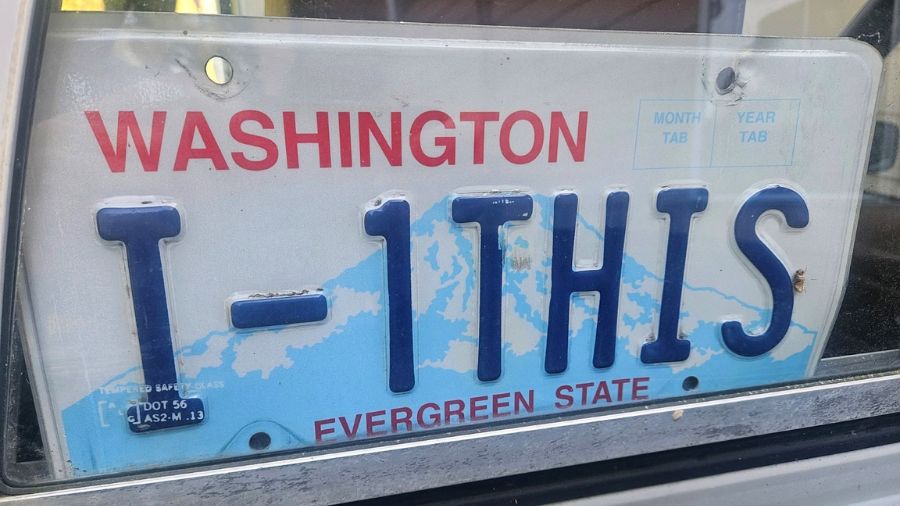 WASHINGTON
MONTH TAB
YEAR TAB
I-1THIS
TEMPERED SAFETY GLASS
DOT 56
AS2-M .13
EVERGREEN STATE